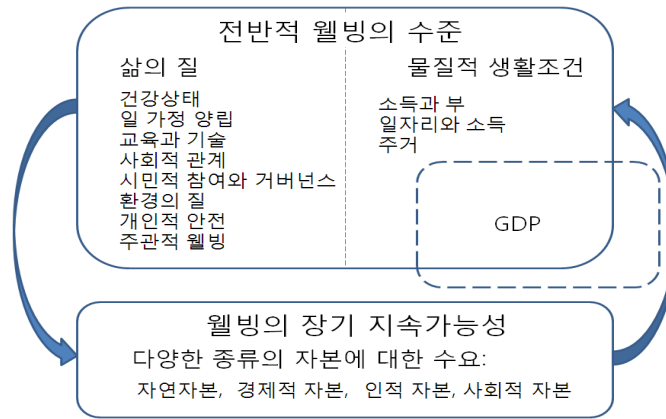 전반적 웰빙의 수준
삶의 질
건강상태
일 가정 양립
교육과 기술
사회적 관계
시민적 참여와 거버넌스
환경의 질
개인적 안전
주관적 웰빙
물질적 생활조건
소득과 부
일자리와 소득
주거
GDP
웰빙의 장기 지속가능성
다양한 종류의 자본에 대한 수요:
자연자본, 경제적 자본, 인적 자본, 사회적 자본